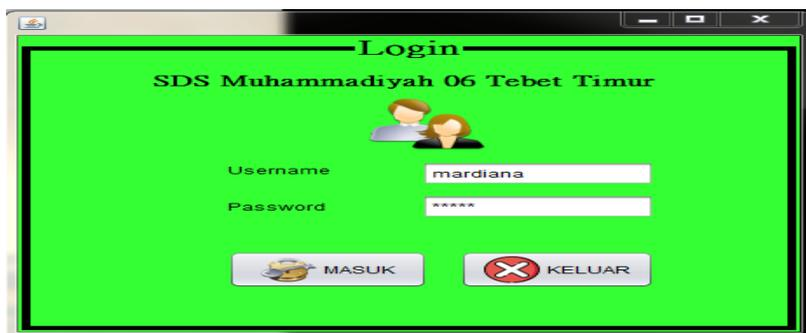 Login
SDS Muhammadiyah 06 Tebet Timur
Username mardiana
Password *****
MASUK KELUAR